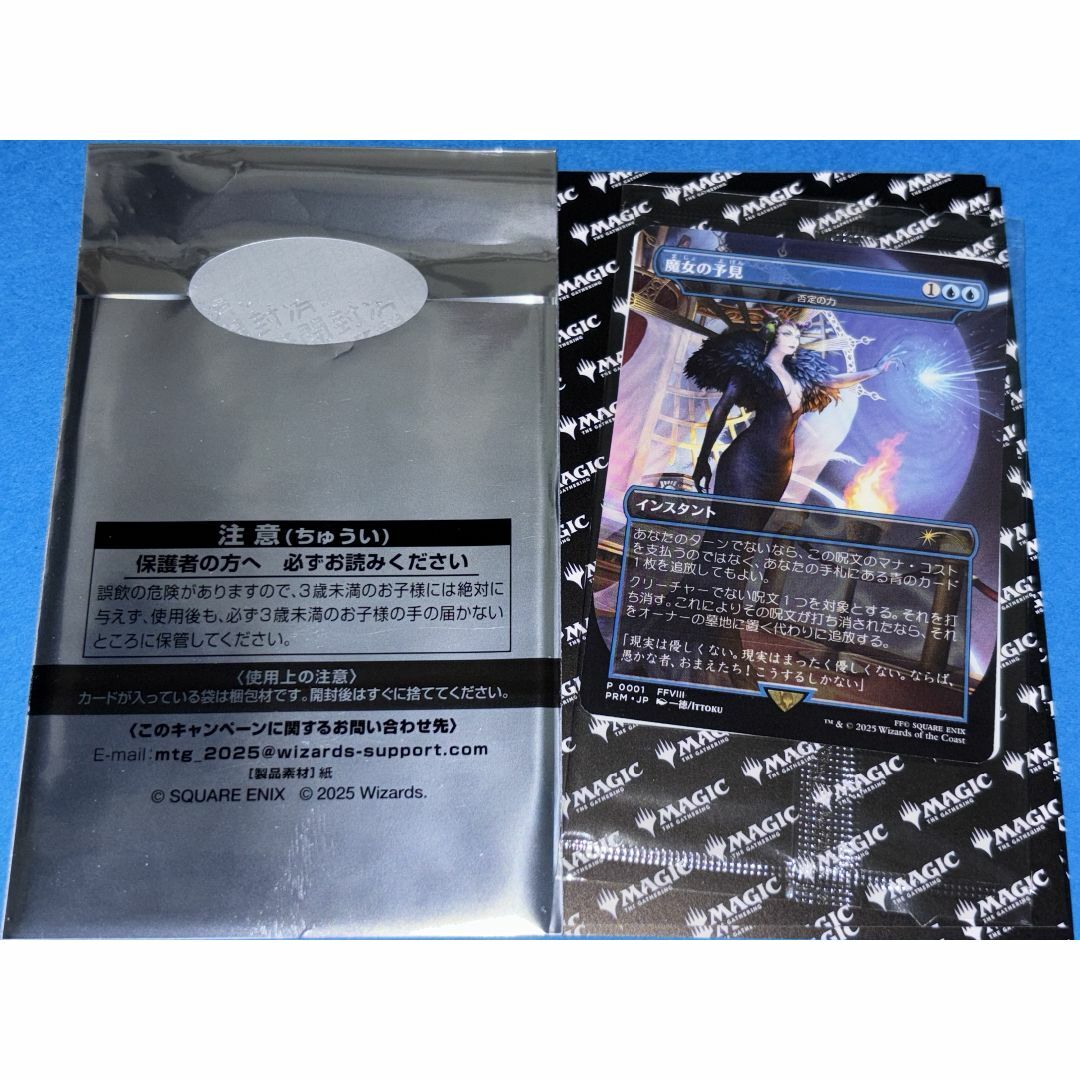 封冶
注意(ちゅうい)
保護者の方へ 必ずお読みください
誤飲の危険がありますので、3歳未満のお子様には絶対に
与えず、使用後も、必ず3歳未満のお子様の手の届かない
ところに保管してください。
〈使用上の注意〉
カードが入っている袋は梱包材です。開封後はすぐに捨ててください。
〈このキャンペーンに関するお問い合わせ先〉
E-mail:mtg_2025@wizards-support.com
[製品素材]紙
© SQUARE ENIX © 2025 Wizards.
MAGIC
THE GATHERING
まじょ よけん
魔女の予見
1
否定の力
インスタント
あなたのターンでないなら、この呪文のマナ・コスト
を支払うのではなく、あなたの手札にある青のカード
1枚を追放してもよい。
クリーチャーでない呪文1つを対象とする。それを打
ち消す。これによりその呪文が打ち消されたなら、それ
をオーナーの墓地に置く代わりに追放する。
「現実は優しくない。現実はまったく優しくない。ならば、
愚かな者、おまえたち!こうするしかない」
P 0001 FFVIII
PRM・JP 一徳/ITTOKU
FF© SQUARE ENIX
™ & © 2025 Wizards of the Coast